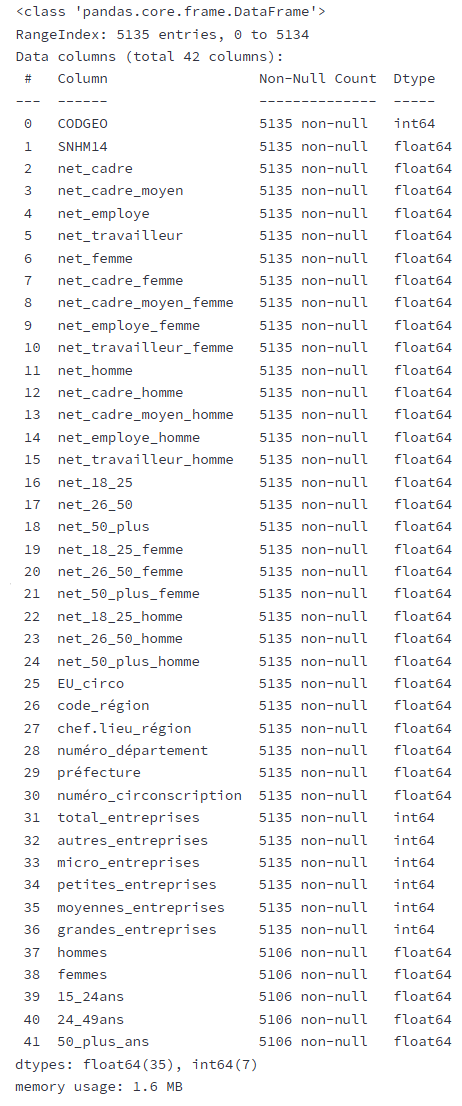 <class 'pandas.core.frame.DataFrame'>
RangeIndex: 5135 entries, 0 to 5134
Data columns (total 42 columns):
 #   Column                Non-Null Count  Dtype
---  ------                --------------  -----
 0   CODGEO                5135 non-null   int64
 1   SNHM14                5135 non-null   float64
 2   net_cadre             5135 non-null   float64
 3   net_cadre_moyen       5135 non-null   float64
 4   net_employe           5135 non-null   float64
 5   net_travailleur       5135 non-null   float64
 6   net_femme             5135 non-null   float64
 7   net_cadre_femme       5135 non-null   float64
 8   net_cadre_moyen_femme 5135 non-null   float64
 9   net_employe_femme     5135 non-null   float64
 10  net_travailleur_femme 5135 non-null   float64
 11  net_homme             5135 non-null   float64
 12  net_cadre_homme       5135 non-null   float64
 13  net_cadre_moyen_homme 5135 non-null   float64
 14  net_employe_homme     5135 non-null   float64
 15  net_travailleur_homme 5135 non-null   float64
 16  net_18_25             5135 non-null   float64
 17  net_26_50             5135 non-null   float64
 18  net_50_plus           5135 non-null   float64
 19  net_18_25_femme       5135 non-null   float64
 20  net_26_50_femme       5135 non-null   float64
 21  net_50_plus_femme     5135 non-null   float64
 22  net_18_25_homme       5135 non-null   float64
 23  net_26_50_homme       5135 non-null   float64
 24  net_50_plus_homme     5135 non-null   float64
 25  EU_circo              5135 non-null   float64
 26  code_région           5135 non-null   float64
 27  chef.lieu_région      5135 non-null   float64
 28  numéro_département    5135 non-null   float64
 29  préfecture            5135 non-null   float64
 30  numéro_circonscription 5135 non-null  float64
 31  total_entreprises     5135 non-null   int64
 32  autres_entreprises    5135 non-null   int64
 33  micro_entreprises     5135 non-null   int64
 34  petites_entreprises   5135 non-null   int64
 35  moyennes_entreprises  5135 non-null   int64
 36  grandes_entreprises   5135 non-null   int64
 37  hommes                5106 non-null   float64
 38  femmes                5106 non-null   float64
 39  15_24ans              5106 non-null   float64
 40  24_49ans              5106 non-null   float64
 41  50_plus_ans           5106 non-null   float64
dtypes: float64(35), int64(7)
memory usage: 1.6 MB